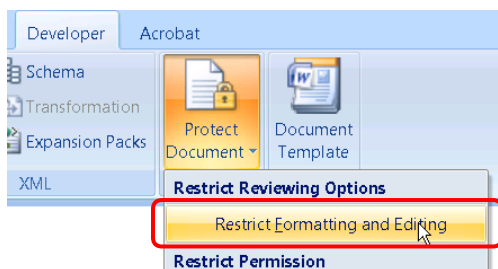 Developer Acrobat
Schema
Transformation
Expansion Packs
XML
Protect
Document
Document
Template
Restrict Reviewing Options
Restrict Formatting and Editing
Restrict Permission